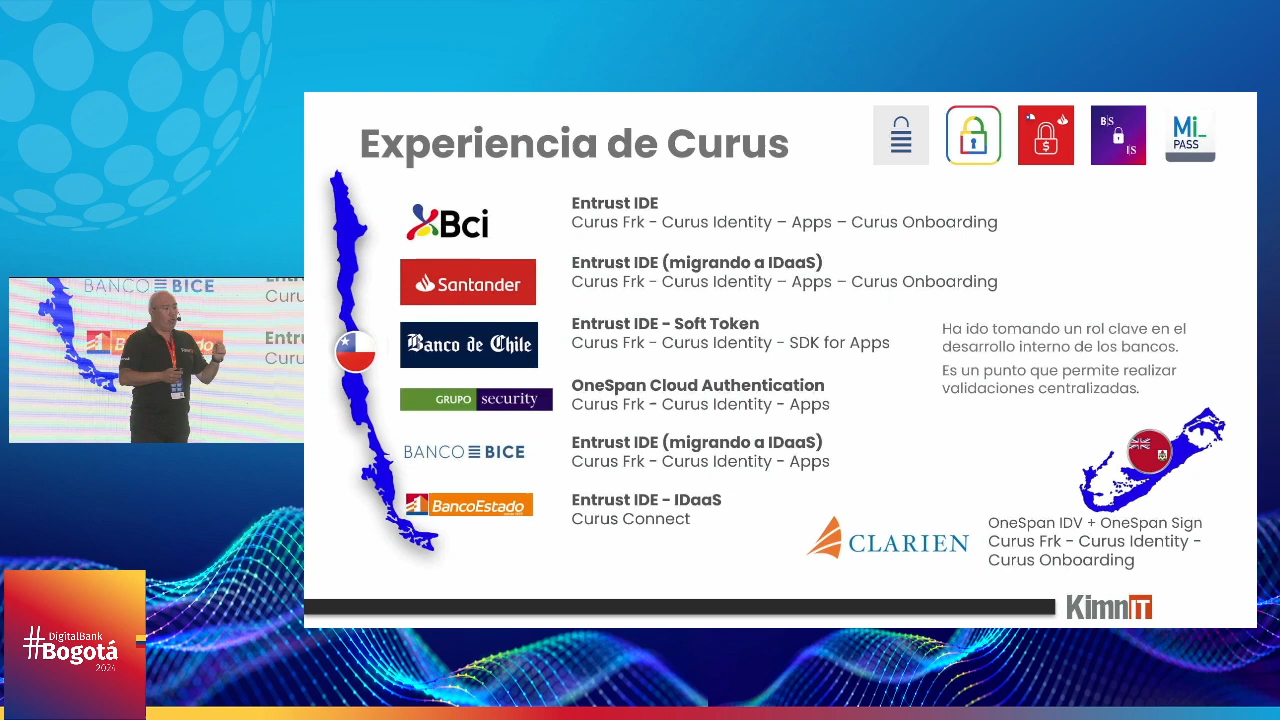 Experiencia de Curus
B|S
|S
Mi_
PASS
Bci
Entrust IDE
Curus Frk - Curus Identity – Apps – Curus Onboarding
Santander
Entrust IDE (migrando a IDaaS)
Curus Frk - Curus Identity – Apps – Curus Onboarding
Banco de Chile
Entrust IDE - Soft Token
Curus Frk - Curus Identity - SDK for Apps
GRUPO security
OneSpan Cloud Authentication
Curus Frk - Curus Identity - Apps
BANCO BICE
Entrust IDE (migrando a IDaaS)
Curus Frk - Curus Identity - Apps
BancoEstado
Entrust IDE - IDaaS
Curus Connect
Ha ido tomando un rol clave en el
desarrollo interno de los bancos.
Es un punto que permite realizar
validaciones centralizadas.
CLARIEN
OneSpan IDV + OneSpan Sign
Curus Frk - Curus Identity -
Curus Onboarding
KimnIT
BANCO BICE
Curu
Entru
Curu
#DigitalBank
Bogotá
2024